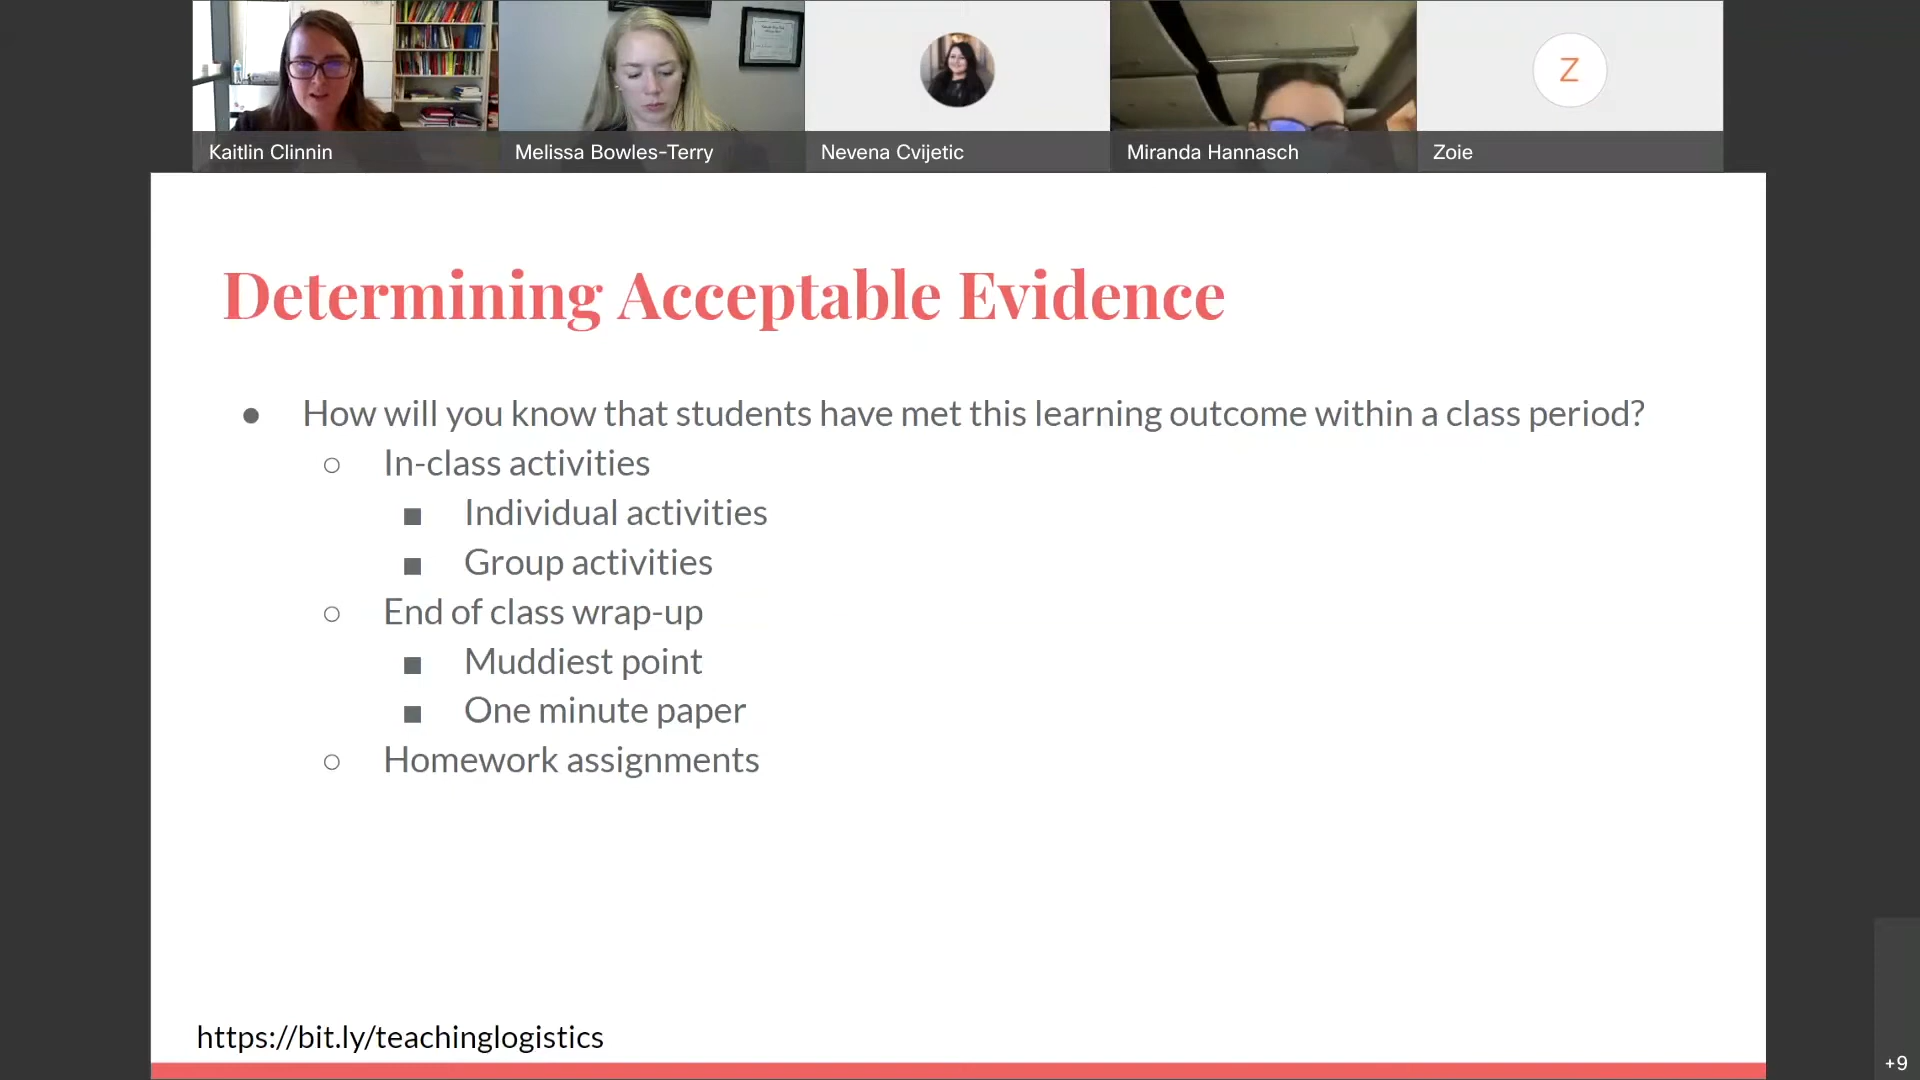 Kaitlin Clinnin
Melissa Bowles-Terry
Nevena Cvijetic
Miranda Hannasch
Z
Zoie
Determining Acceptable Evidence
● How will you know that students have met this learning outcome within a class period?
○ In-class activities
■ Individual activities
■ Group activities
○ End of class wrap-up
■ Muddiest point
■ One minute paper
○ Homework assignments
https://bit.ly/teachinglogistics
+9